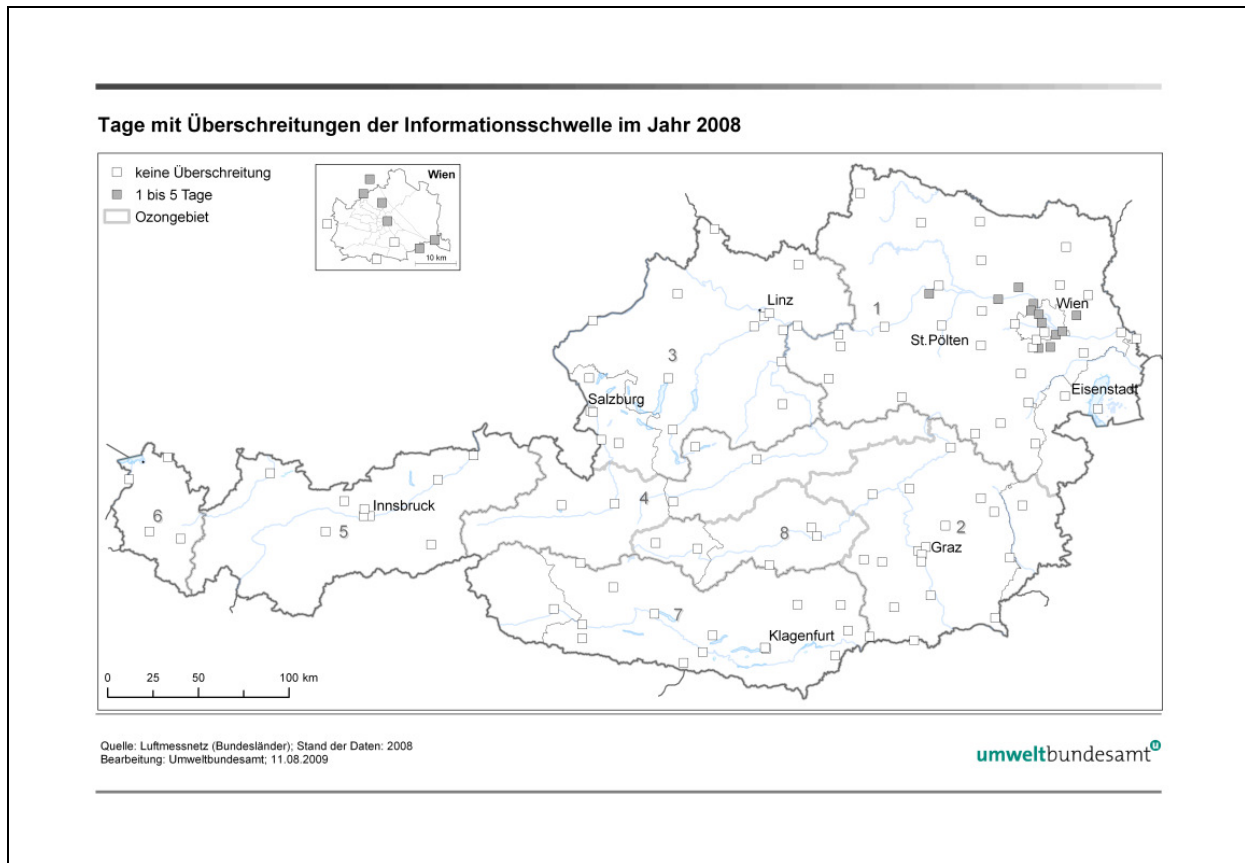 Tage mit Überschreitungen der Informationsschwelle im Jahr 2008
keine Überschreitung
1 bis 5 Tage
Ozongebiet
Wien
10 km
Linz
1
Wien
St.Pölten
3
Salzburg
Eisenstadt
4
Innsbruck
6
5
2
8
Graz
7
Klagenfurt
0 25 50 100 km
Quelle: Luftmessnetz (Bundesländer); Stand der Daten: 2008
Bearbeitung: Umweltbundesamt; 11.08.2009
umweltbundesamt u